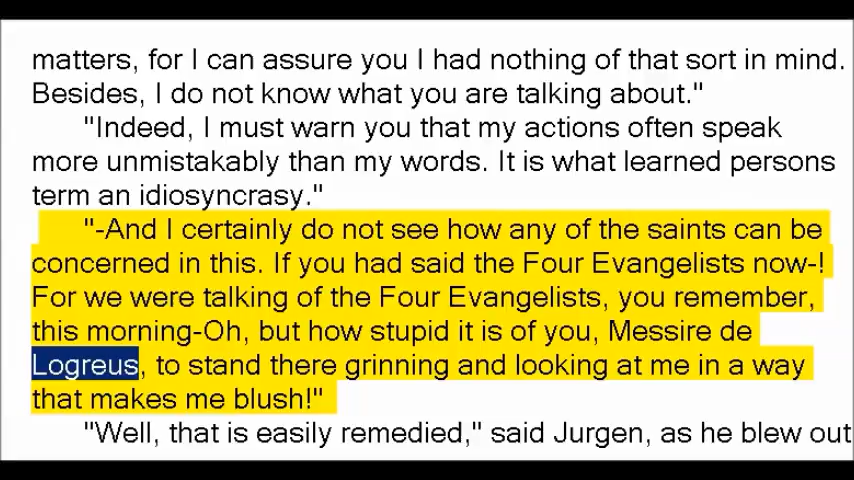 matters, for I can assure you I had nothing of that sort in mind.
Besides, I do not know what you are talking about."
"Indeed, I must warn you that my actions often speak
more unmistakably than my words. It is what learned persons
term an idiosyncrasy."
"-And I certainly do not see how any of the saints can be
concerned in this. If you had said the Four Evangelists now-!
For we were talking of the Four Evangelists, you remember,
this morning-Oh, but how stupid it is of you, Messire de
Logreus, to stand there grinning and looking at me in a way
that makes me blush!"
"Well, that is easily remedied," said Jurgen, as he blew out